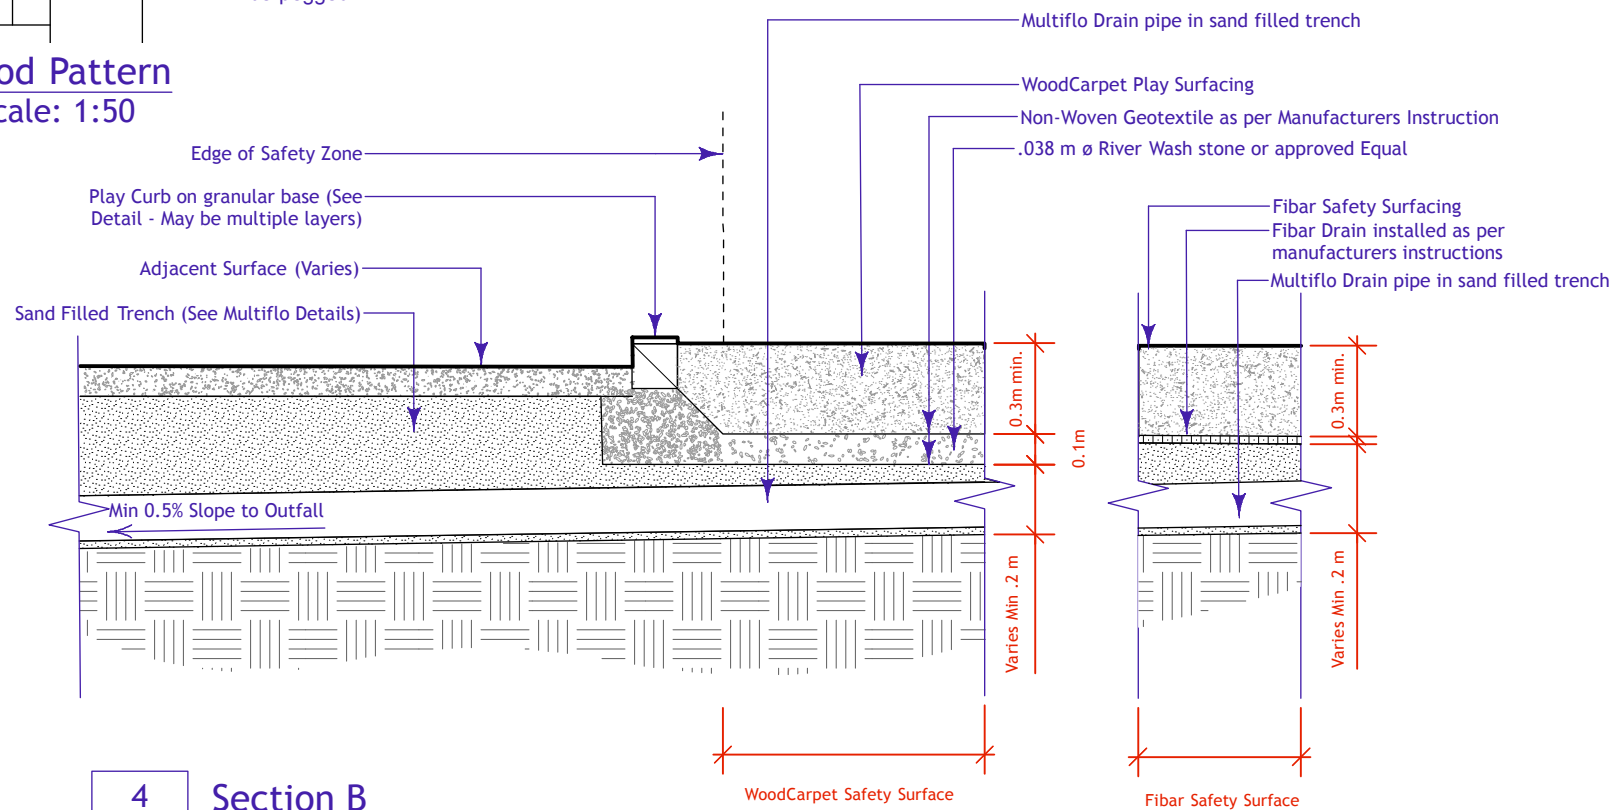 od Pattern
cale: 1:50
Multiflo Drain pipe in sand filled trench
WoodCarpet Play Surfacing
Non-Woven Geotextile as per Manufacturers Instruction
.038 m ø River Wash stone or approved Equal
Edge of Safety Zone
Play Curb on granular base (See
Detail - May be multiple layers)
Adjacent Surface (Varies)
Sand Filled Trench (See Multiflo Details)
Fibar Safety Surfacing
Fibar Drain installed as per
manufacturers instructions
Multiflo Drain pipe in sand filled trench
0.3m min.
0.1m
Varies Min .2 m
0.3m min.
Varies Min .2 m
Min 0.5% Slope to Outfall
WoodCarpet Safety Surface
Fibar Safety Surface
4
Section B